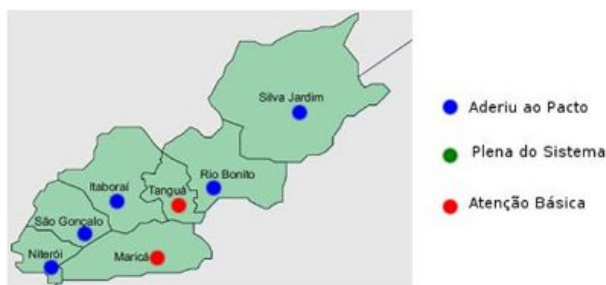 Silva Jardim
Rio Bonito
Tanguá
Itaboraí
São Gonçalo
Niterói
Maricá
Aderiu ao Pacto
Plena do Sistema
Atenção Básica